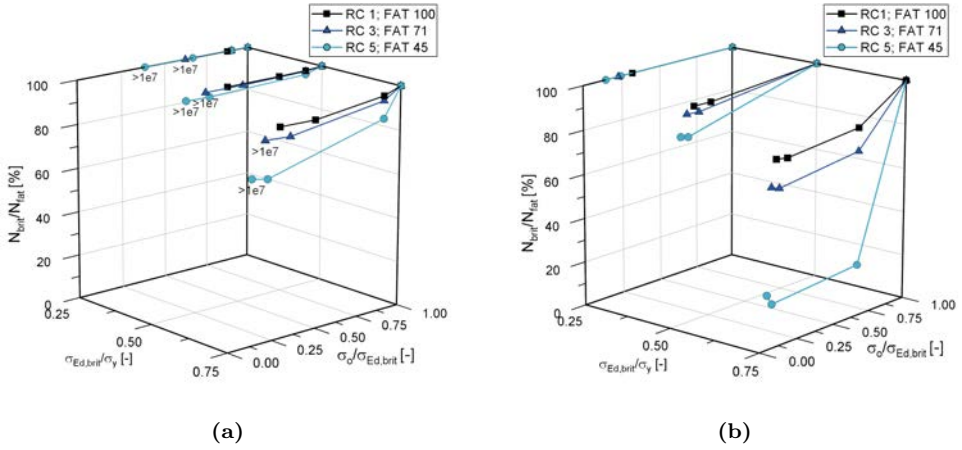 RC 1; FAT 100
RC 3; FAT 71
RC 5; FAT 45
>1e7
>1e7
>1e7
>1e7
>1e7
>1e7
100
80
60
40
20
0
N_brit/N_fat [%]
0.25
0.50
0.75
σ_Ed,brit/σ_y [-]
0.00
0.25
0.50
0.75
1.00
σ_o/σ_Ed,brit [-]
(a)
RC1; FAT 100
RC 3; FAT 71
RC 5; FAT 45
100
80
60
40
20
0
N_brit/N_fat [%]
0.25
0.50
0.75
σ_Ed,brit/σ_y [-]
0.00
0.25
0.50
0.75
1.00
σ_o/σ_Ed,brit [-]
(b)